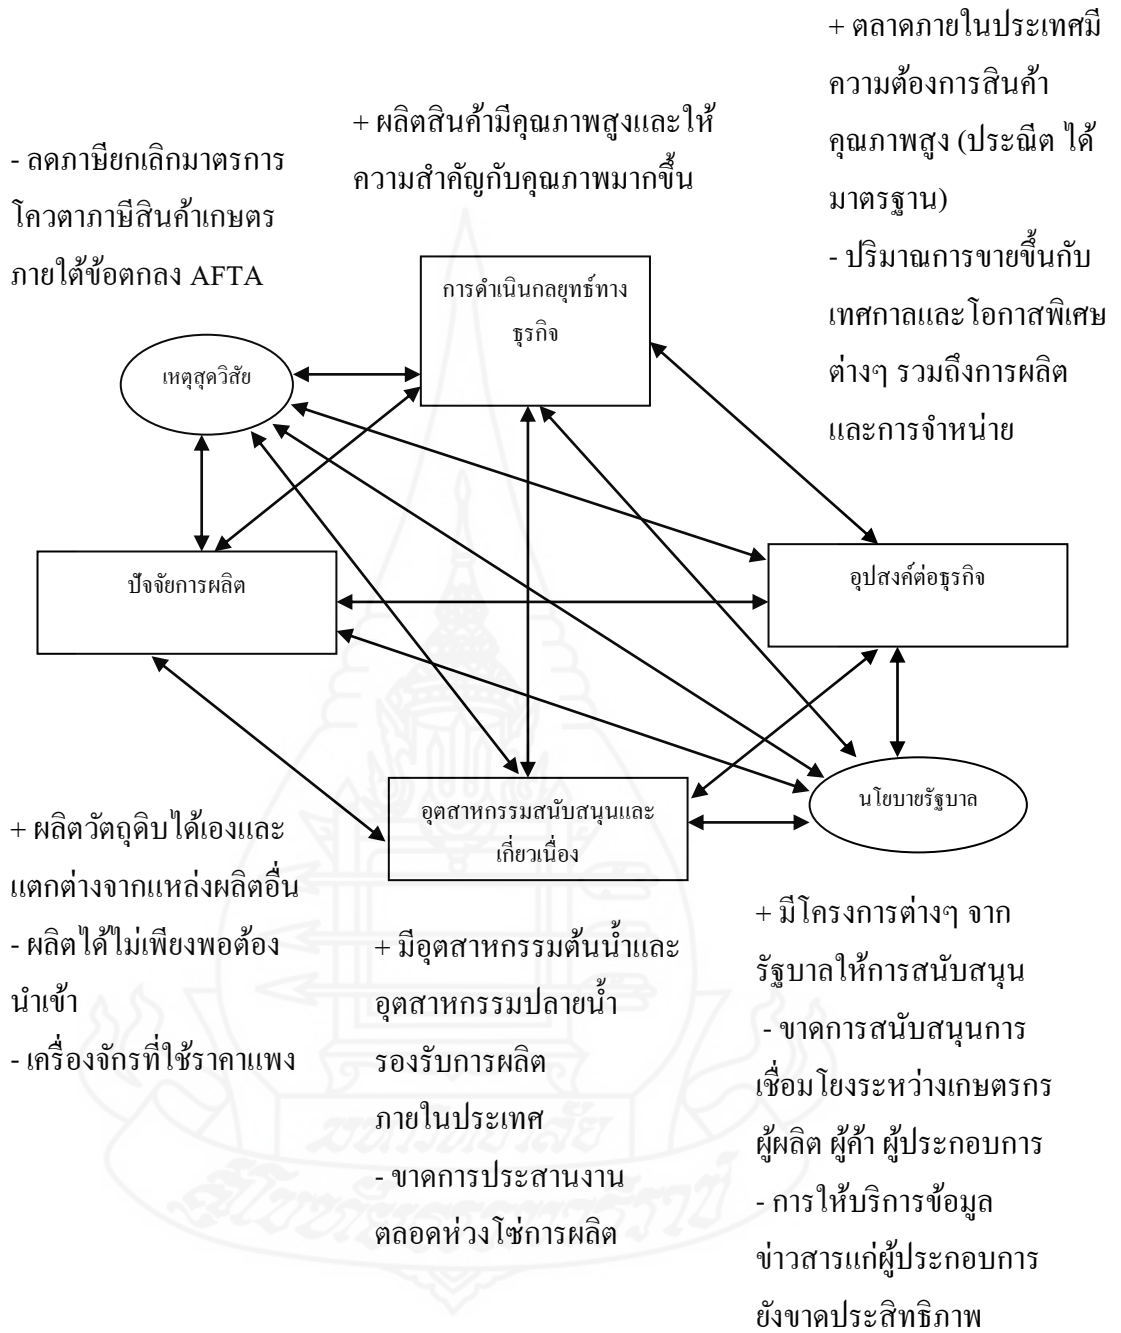 + ตลาดภายในประเทศมี
ความต้องการสินค้า
คุณภาพสูง (ประณีต ได้
มาตรฐาน)
- ปริมาณการขายขึ้นกับ
เทศกาลและโอกาสพิเศษ
ต่างๆ รวมถึงการผลิต
และการจำหน่าย
+ ผลิตสินค้ามีคุณภาพสูงและให้
ความสำคัญกับคุณภาพมากขึ้น
- ลดภาษียกเลิกมาตรการ
โควตาภาษีสินค้าเกษตร
ภายใต้ข้อตกลง AFTA
การดำเนินกลยุทธ์ทาง
ธุรกิจ
เหตุสุดวิสัย
ปัจจัยการผลิต
อุปสงค์ต่อธุรกิจ
อุตสาหกรรมสนับสนุนและ
เกี่ยวเนื่อง
นโยบายรัฐบาล
+ ผลิตวัตถุดิบได้เองและ
แตกต่างจากแหล่งผลิตอื่น
- ผลิตได้ไม่เพียงพอต้อง
นำเข้า
- เครื่องจักรที่ใช้ราคาแพง
+ มีอุตสาหกรรมต้นน้ำและ
อุตสาหกรรมปลายน้ำ
รองรับการผลิต
ภายในประเทศ
- ขาดการประสานงาน
ตลอดห่วงโซ่การผลิต
+ มีโครงการต่างๆ จาก
รัฐบาลให้การสนับสนุน
- ขาดการสนับสนุนการ
เชื่อมโยงระหว่างเกษตรกร
ผู้ผลิต ผู้ค้า ผู้ประกอบการ
- การให้บริการข้อมูล
ข่าวสารแก่ผู้ประกอบการ
ยังขาดประสิทธิภาพ
มหาวิทยาลัย
สุโขทัยธรรมาธิราช